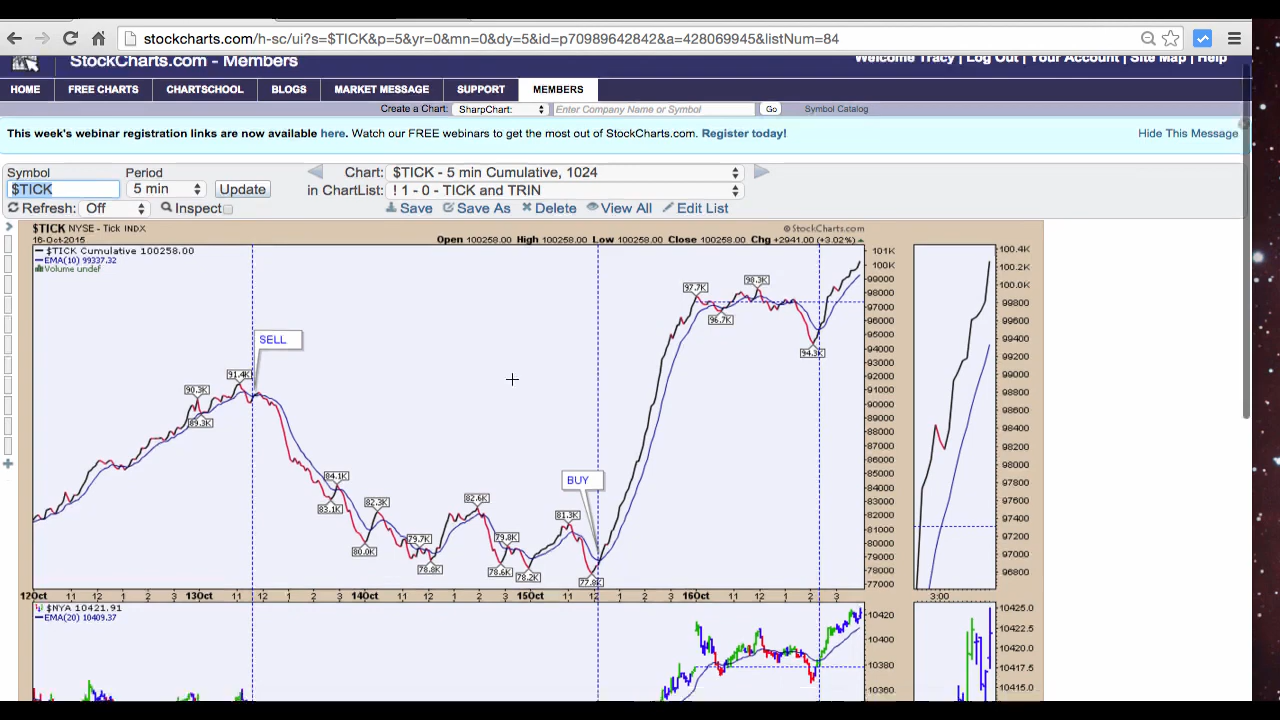 stockcharts.com/h-sc/ui?s=$TICK&p=5&yr=0&mn=0&dy=5&id=p70989642842&a=428069945&listNum=84
StockCharts.com - Members
Welcome Tracy | Log Out | Your Account | Site Map | Help
HOME FREE CHARTS CHARTSCHOOL BLOGS MARKET MESSAGE SUPPORT MEMBERS
Create a Chart: SharpChart: Enter Company Name or Symbol Go Symbol Catalog
This week's webinar registration links are now available here. Watch our FREE webinars to get the most out of StockCharts.com. Register today! Hide This Message
Symbol Period Chart: $TICK - 5 min Cumulative, 1024
$TICK 5 min Update in ChartList: ! 1 - 0 - TICK and TRIN
Refresh: Off Inspect Save Save As Delete View All Edit List
$TICK NYSE - Tick INDX © StockCharts.com
16-Oct-2015 Open 100258.00 High 100258.00 Low 100258.00 Close 100258.00 Chg +2941.00 (+3.02%)
$TICK Cumulative 100258.00
EMA(10) 99337.32
Volume undef
SELL
BUY
90.3K
89.3K
91.4K
84.1K
83.1K
80.0K
82.3K
79.7K
78.8K
82.6K
78.6K
79.8K
78.2K
81.3K
77.8K
97.7K
96.7K
98.3K
94.3K
101K
100K
99000
98000
97000
96000
95000
94000
93000
92000
91000
90000
89000
88000
87000
86000
85000
84000
83000
82000
81000
80000
79000
78000
77000
100.4K
100.2K
100.0K
99800
99600
99400
99200
99000
98800
98600
98400
98200
98000
97800
97600
97400
97200
97000
96800
12Oct 11 12 1 2 3 13Oct 11 12 1 2 3 14Oct 11 12 1 2 3 15Oct 11 12 1 2 3 16Oct 11 12 1 2 3
3:00
$NYA 10421.91
EMA(20) 10409.37
10420
10400
10380
10360
10425.0
10422.5
10420.0
10417.5
10415.0